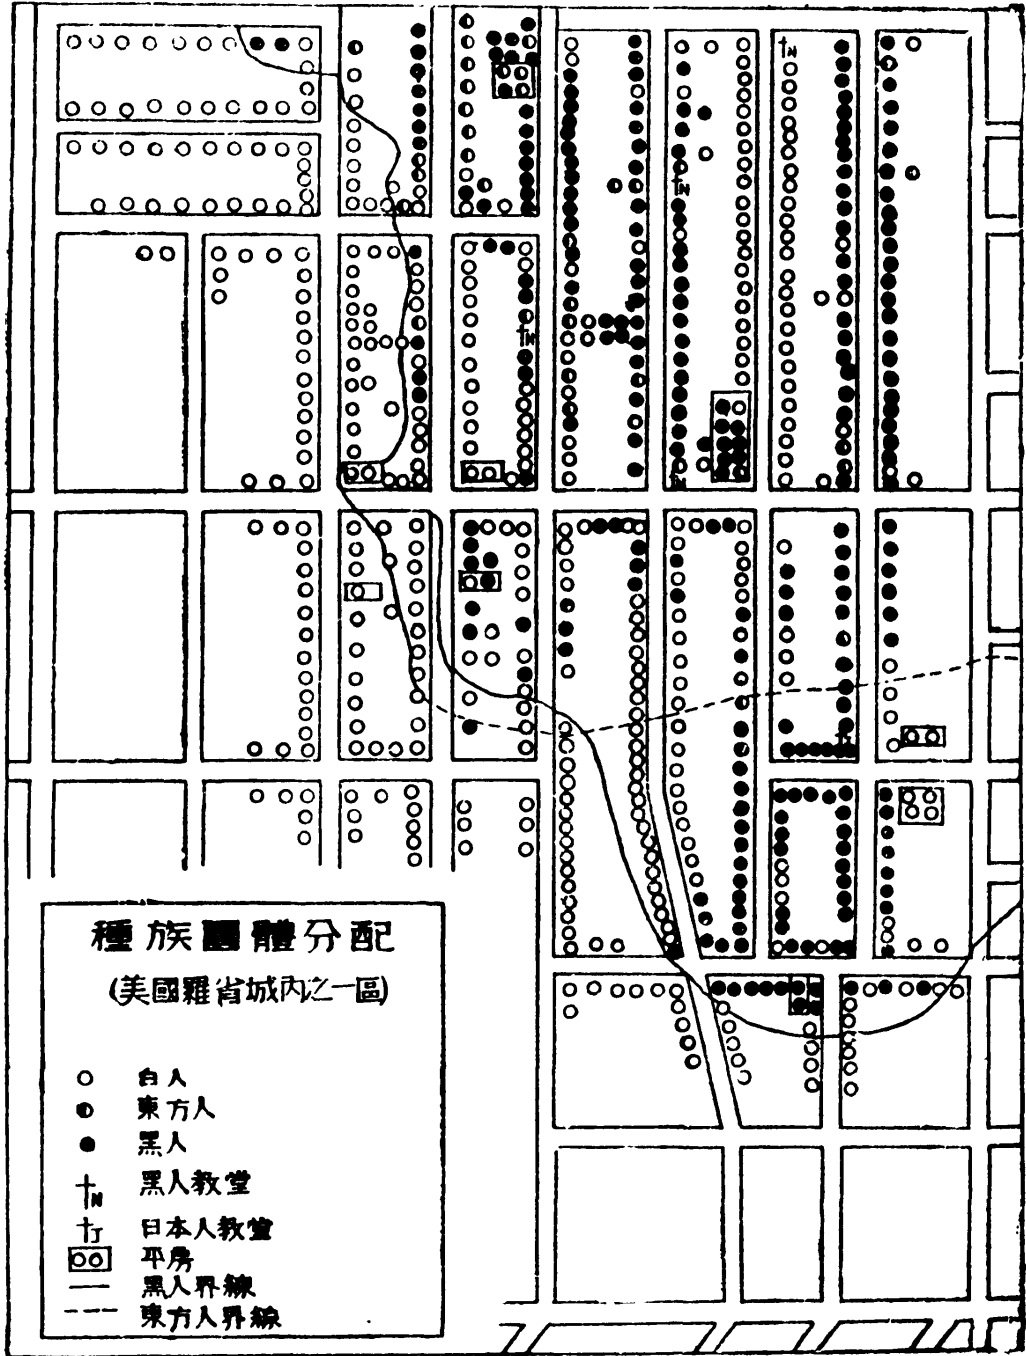 †N
†N
†N
†N
†J
種族團體分配
(美國羅省城內之一區)
白人
東方人
黑人
†N 黑人教堂
†J 日本人教堂
平房
黑人界線
東方人界線